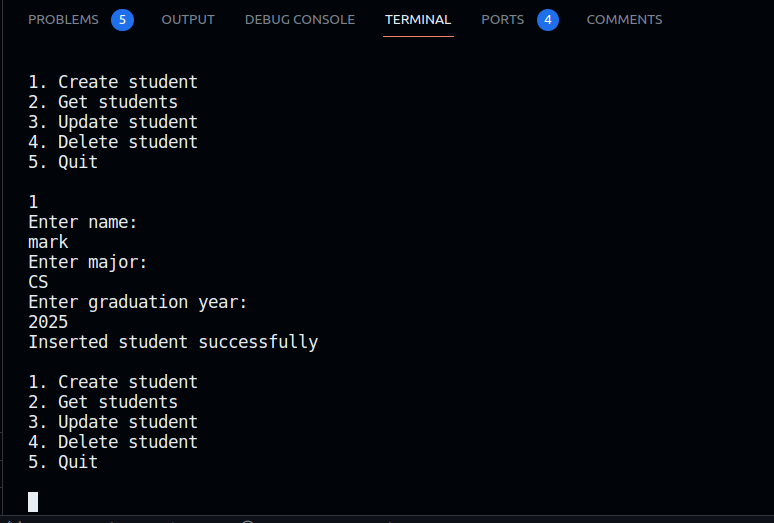 PROBLEMS 5 OUTPUT DEBUG CONSOLE TERMINAL PORTS 4 COMMENTS
1. Create student
2. Get students
3. Update student
4. Delete student
5. Quit
1
Enter name:
mark
Enter major:
CS
Enter graduation year:
2025
Inserted student successfully
1. Create student
2. Get students
3. Update student
4. Delete student
5. Quit